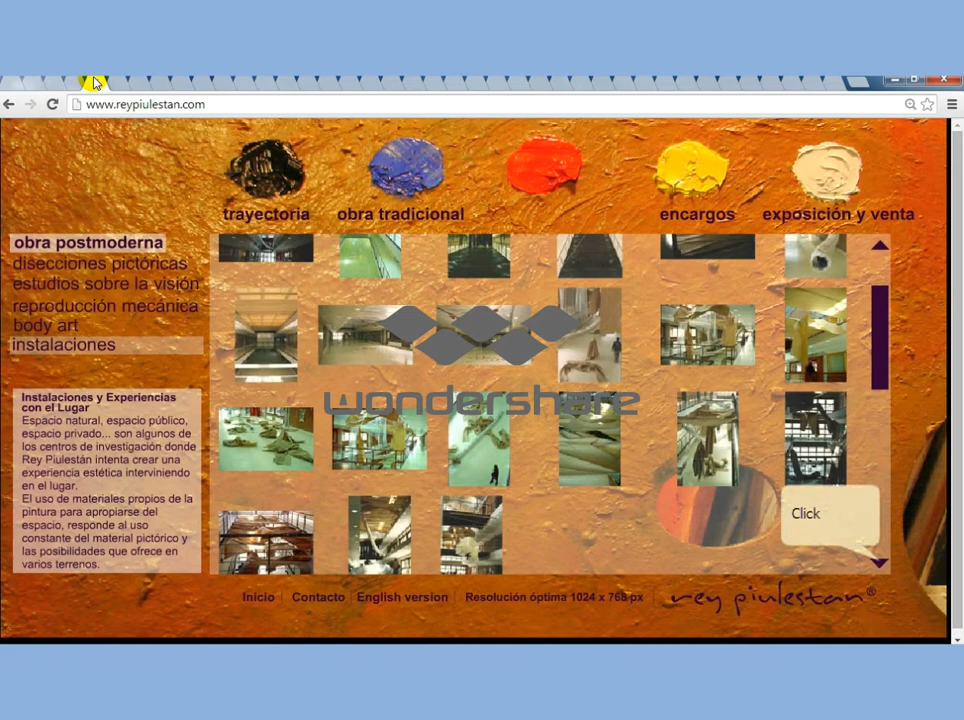 www.reypiulestan.com
trayectoria
obra tradicional
encargos
exposición y venta
obra postmoderna
disecciones pictóricas
estudios sobre la visión
reproducción mecánica
body art
instalaciones
Instalaciones y Experiencias
con el Lugar
Espacio natural, espacio público,
espacio privado... son algunos de
los centros de investigación donde
Rey Piulestán intenta crear una
experiencia estética interviniendo
en el lugar.
El uso de materiales propios de la
pintura para apropiarse del
espacio, responde al uso
constante del material pictórico y
las posibilidades que ofrece en
varios terrenos.
wondershare
Click
Inicio
Contacto
English version
Resolución óptima 1024 x 768 px
rey piulestan®